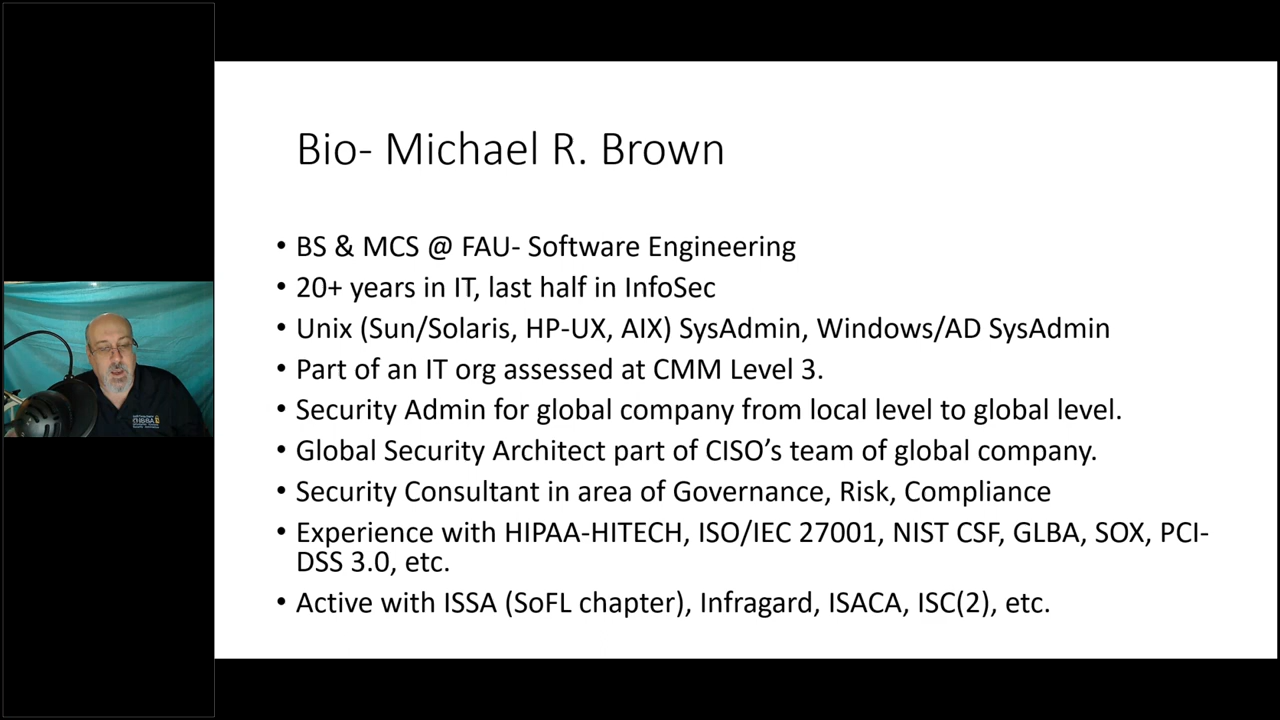 Bio- Michael R. Brown
• BS & MCS @ FAU- Software Engineering
• 20+ years in IT, last half in InfoSec
• Unix (Sun/Solaris, HP-UX, AIX) SysAdmin, Windows/AD SysAdmin
• Part of an IT org assessed at CMM Level 3.
• Security Admin for global company from local level to global level.
• Global Security Architect part of CISO’s team of global company.
• Security Consultant in area of Governance, Risk, Compliance
• Experience with HIPAA-HITECH, ISO/IEC 27001, NIST CSF, GLBA, SOX, PCI-
DSS 3.0, etc.
• Active with ISSA (SoFL chapter), Infragard, ISACA, ISC(2), etc.
ISSA